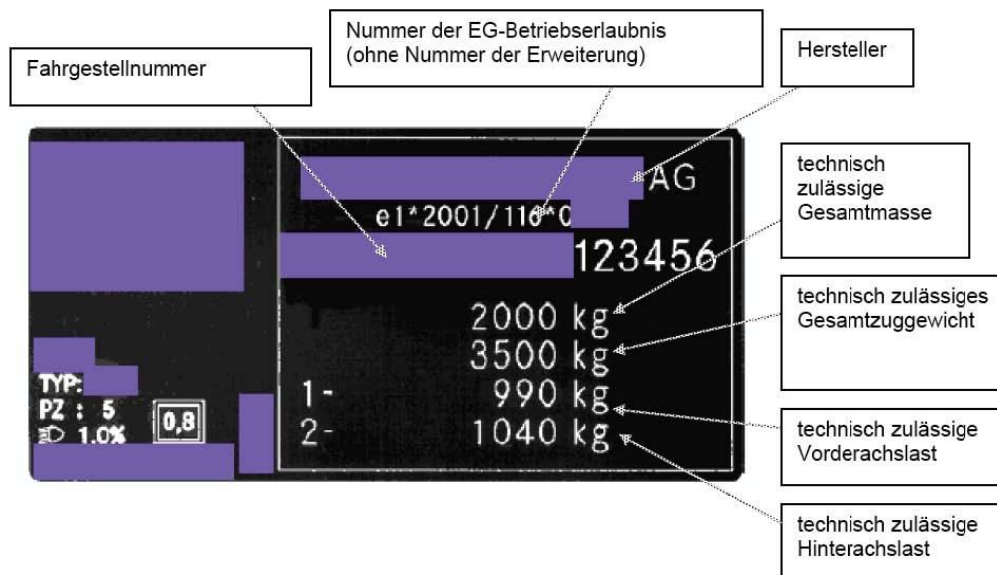 Nummer der EG-Betriebserlaubnis
(ohne Nummer der Erweiterung)
Hersteller
Fahrgestellnummer
AG
e1*2001/116*0
123456
2000 kg
3500 kg
1- 990 kg
2- 1040 kg
TYP:
PZ : 5
1.0%
0,8
technisch
zulässige
Gesamtmasse
technisch zulässiges
Gesamtzuggewicht
technisch zulässige
Vorderachslast
technisch zulässige
Hinterachslast